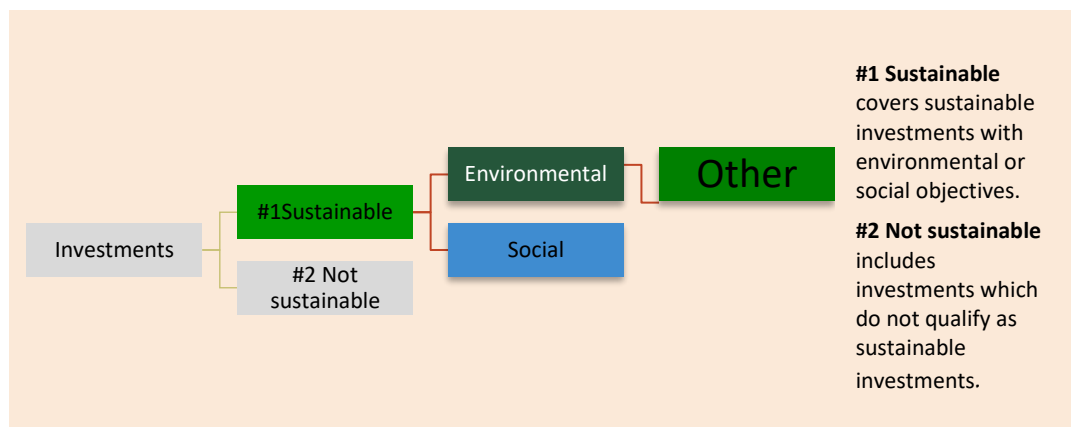 Investments
#1Sustainable
#2 Not
sustainable
Environmental
Social
Other
#1 Sustainable
covers sustainable
investments with
environmental or
social objectives.
#2 Not sustainable
includes
investments which
do not qualify as
sustainable
investments.